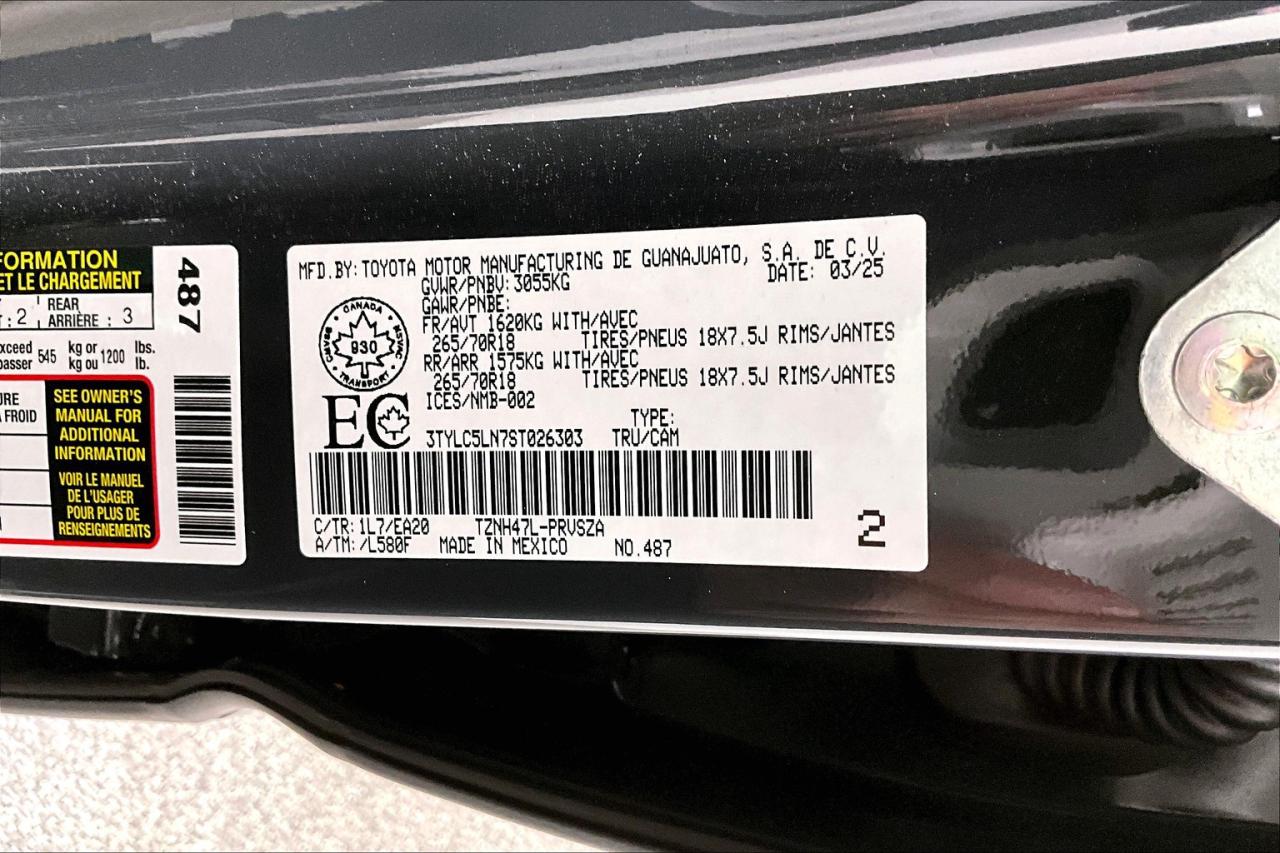 FORMATION
ET LE CHARGEMENT
: 2 REAR
ARRIÈRE : 3
exceed 545 kg or 1200 lbs.
passer kg ou lb.
URE
A FROID
SEE OWNER'S
MANUAL FOR
ADDITIONAL
INFORMATION
VOIR LE MANUEL
DE L'USAGER
POUR PLUS DE
RENSEIGNEMENTS
487
MFD.BY: TOYOTA MOTOR MANUFACTURING DE GUANAJUATO, S.A. DE C.V.
GVWR/PNBV: 3055KG DATE: 03/25
GAWR/PNBE:
FR/AVT 1620KG WITH/AVEC
265/70R18 TIRES/PNEUS 18X7.5J RIMS/JANTES
RR/ARR 1575KG WITH/AVEC
265/70R18 TIRES/PNEUS 18X7.5J RIMS/JANTES
ICES/NMB-002
CANADA
930
TRANSPORT
EC
TYPE:
3TYLC5LN7ST026303 TRU/CAM
C/TR: 1L7/EA20 TZNH47L-PRVSZA
A/TM: /L580F MADE IN MEXICO NO.487
2